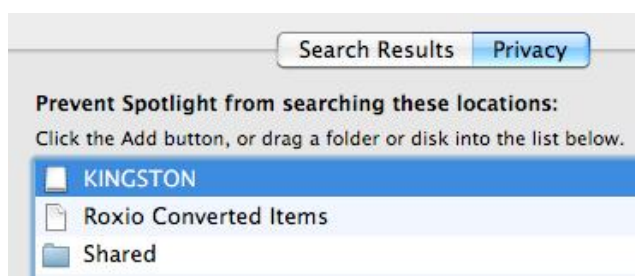 Search Results Privacy
Prevent Spotlight from searching these locations:
Click the Add button, or drag a folder or disk into the list below.
KINGSTON
Roxio Converted Items
Shared